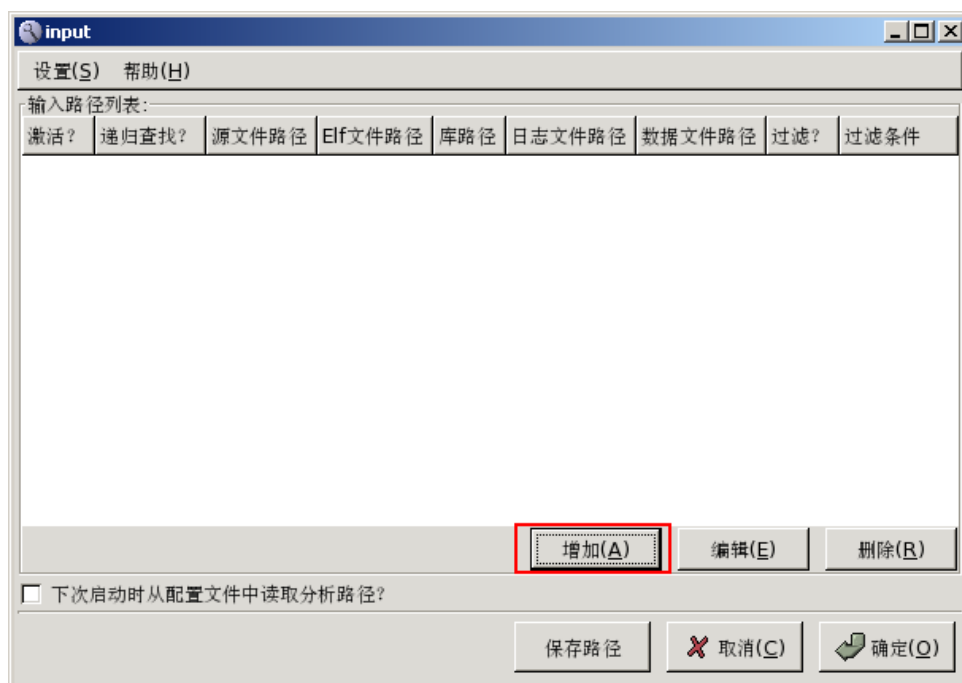 input
设置(S) 帮助(H)
输入路径列表:
激活? 递归查找? 源文件路径 Elf文件路径 库路径 日志文件路径 数据文件路径 过滤? 过滤条件
增加(A) 编辑(E) 删除(R)
下次启动时从配置文件中读取分析路径?
保存路径 取消(C) 确定(O)